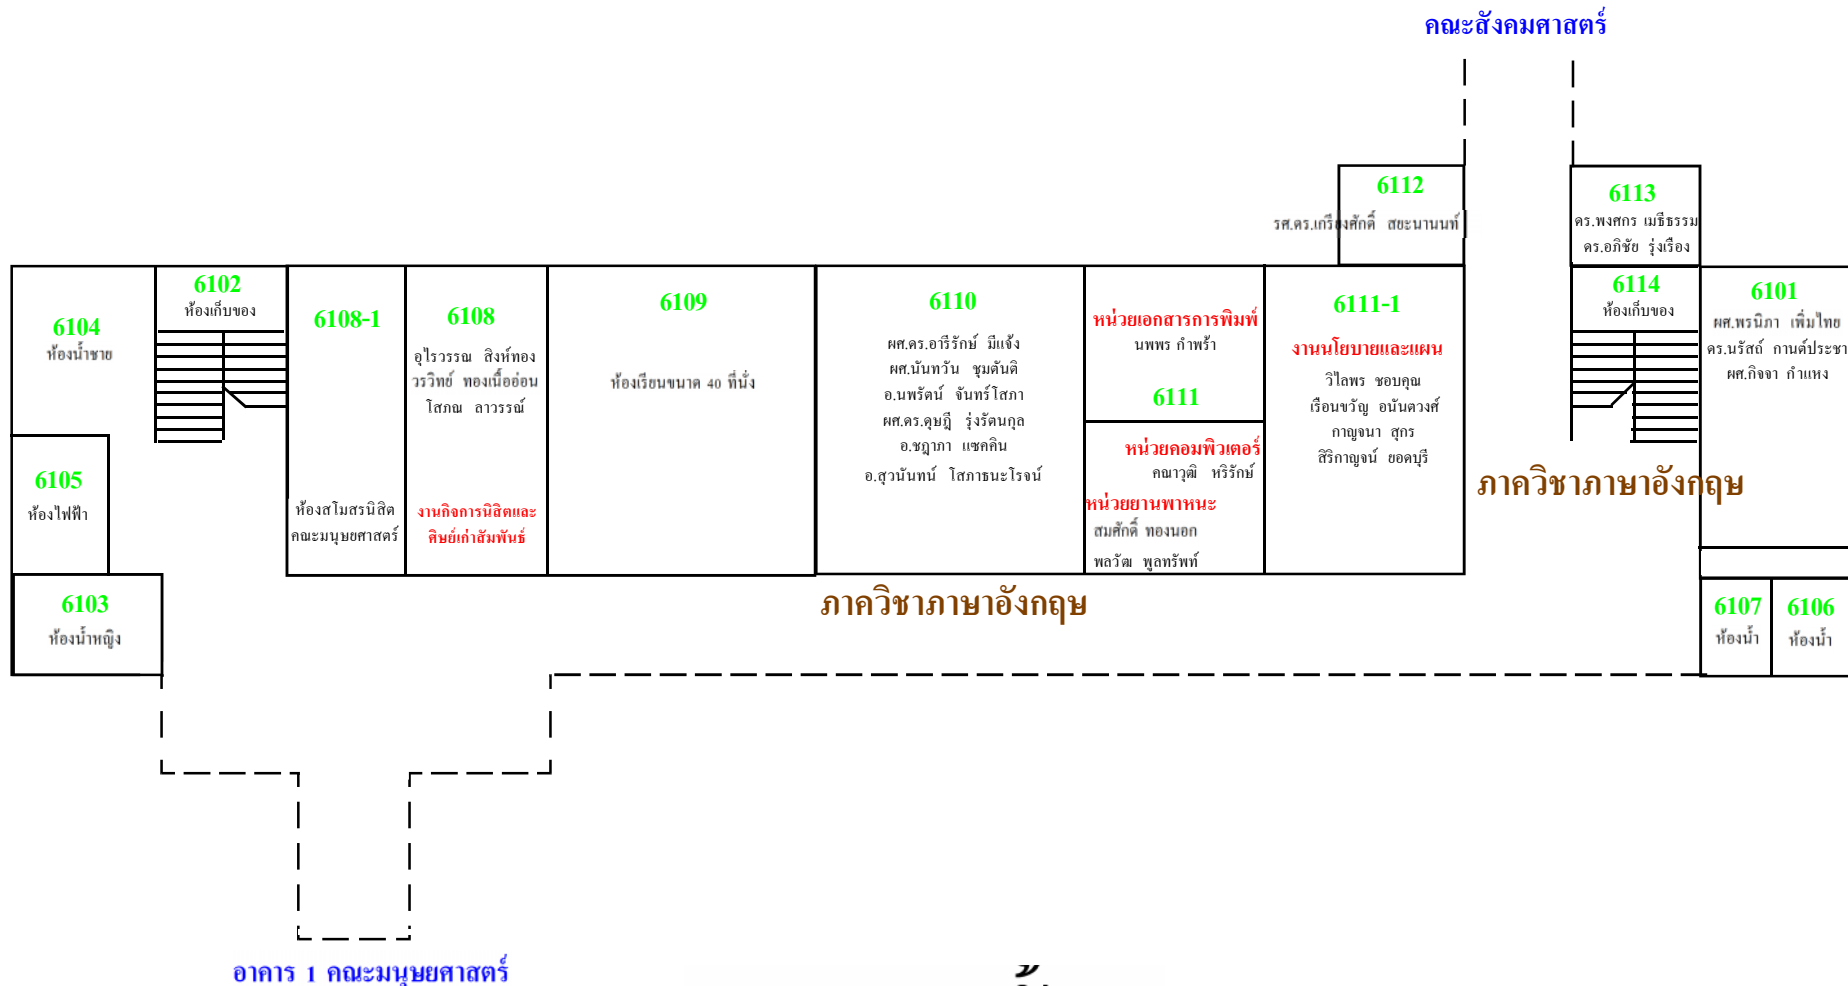 คณะสังคมศาสตร์
6112
รศ.ดร.เกรียงศักดิ์ สยะนานนท์
6113
ดร.พงศกร เมธีธรรม
ดร.อภิชัย รุ่งเรือง
6104
ห้องน้ำชาย
6102
ห้องเก็บของ
6108-1
ห้องสโมสรนิสิต
คณะมนุษยศาสตร์
6108
อุไรวรรณ สิงห์ทอง
วรวิทย์ ทองเนื้ออ่อน
โสภณ ลาวรรณ์
งานกิจการนิสิตและ
ศิษย์เก่าสัมพันธ์
6109
ห้องเรียนขนาด 40 ที่นั่ง
6110
ผศ.ดร.อารีรักษ์ มีแจ้ง
ผศ.นันทวัน ชุมตันติ
อ.นพรัตน์ จันทร์โสภา
ผศ.ดร.ดุษฎี รุ่งรัตนกุล
อ.ชฎาภา แซคคิน
อ.สุวนันทน์ โสภาธนะโรจน์
หน่วยเอกสารการพิมพ์
นพพร กำพร้า
6111
หน่วยคอมพิวเตอร์
คณาวุฒิ หริรักษ์
หน่วยยานพาหนะ
สมศักดิ์ ทองนอก
พลวัฒ พูลทรัพท์
6111-1
งานนโยบายและแผน
วิไลพร ชอบคุณ
เรือนขวัญ อนันตวงศ์
กาญจนา สุกร
สิริกาญจน์ ยอดบุรี
6114
ห้องเก็บของ
6101
ผศ.พรนิภา เพิ่มไทย
ดร.นรัสถ์ กานต์ประชา
ผศ.กิจจา กำแหง
6105
ห้องไฟฟ้า
ภาควิชาภาษาอังกฤษ
6103
ห้องน้ำหญิง
ภาควิชาภาษาอังกฤษ
6107
ห้องน้ำ
6106
ห้องน้ำ
อาคาร 1 คณะมนุษยศาสตร์